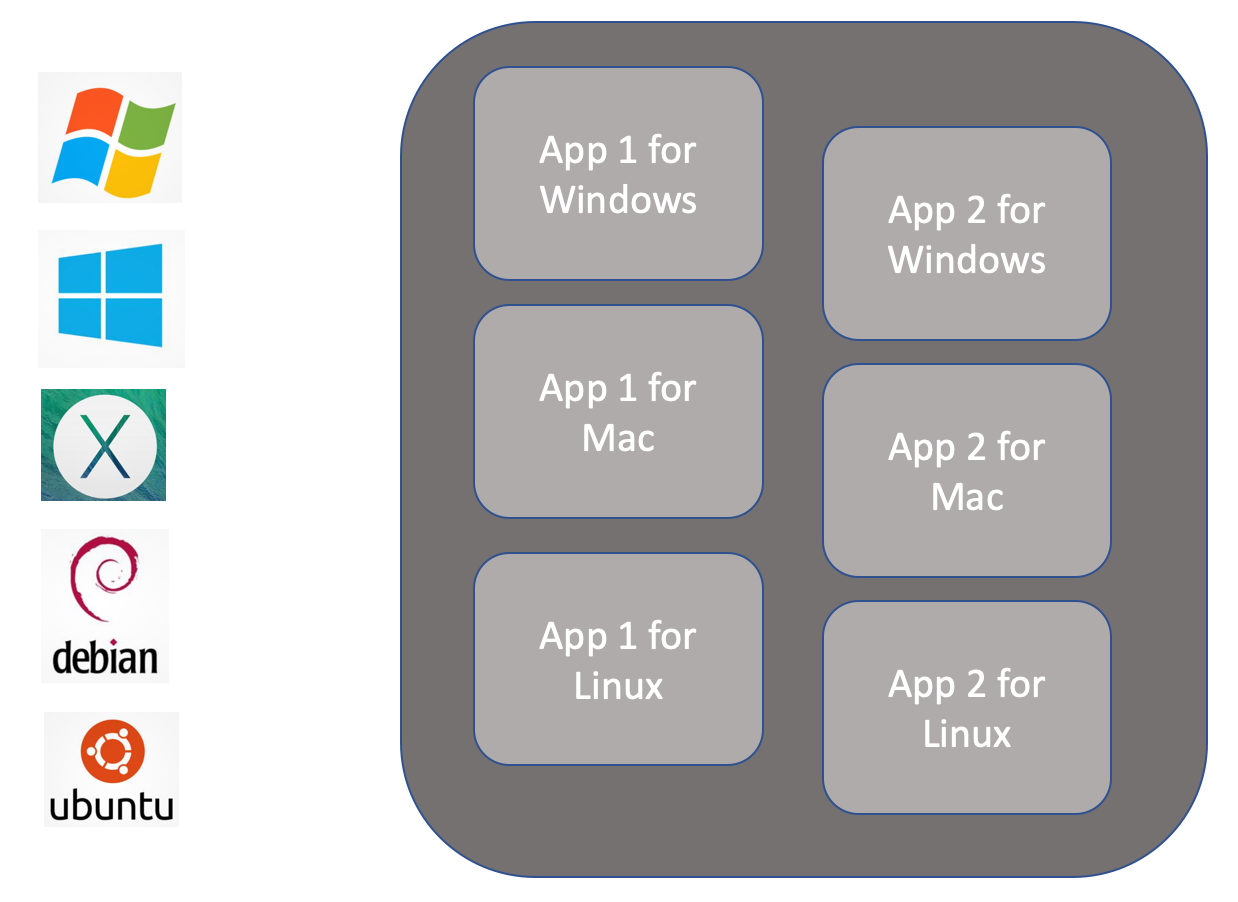 debian
ubuntu
App 1 for
Windows
App 1 for
Mac
App 1 for
Linux
App 2 for
Windows
App 2 for
Mac
App 2 for
Linux